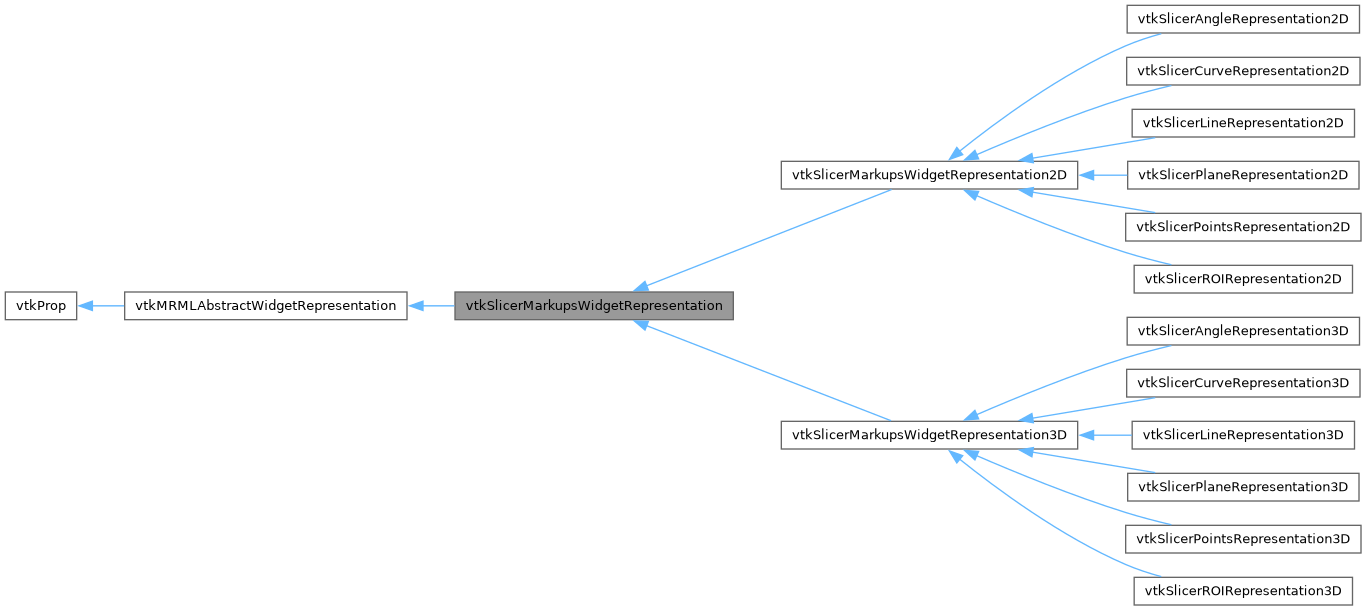 vtkProp
vtkMRMLAbstractWidgetRepresentation
vtkSlicerMarkupsWidgetRepresentation
vtkSlicerMarkupsWidgetRepresentation2D
vtkSlicerAngleRepresentation2D
vtkSlicerCurveRepresentation2D
vtkSlicerLineRepresentation2D
vtkSlicerPlaneRepresentation2D
vtkSlicerPointsRepresentation2D
vtkSlicerROIRepresentation2D
vtkSlicerMarkupsWidgetRepresentation3D
vtkSlicerAngleRepresentation3D
vtkSlicerCurveRepresentation3D
vtkSlicerLineRepresentation3D
vtkSlicerPlaneRepresentation3D
vtkSlicerPointsRepresentation3D
vtkSlicerROIRepresentation3D